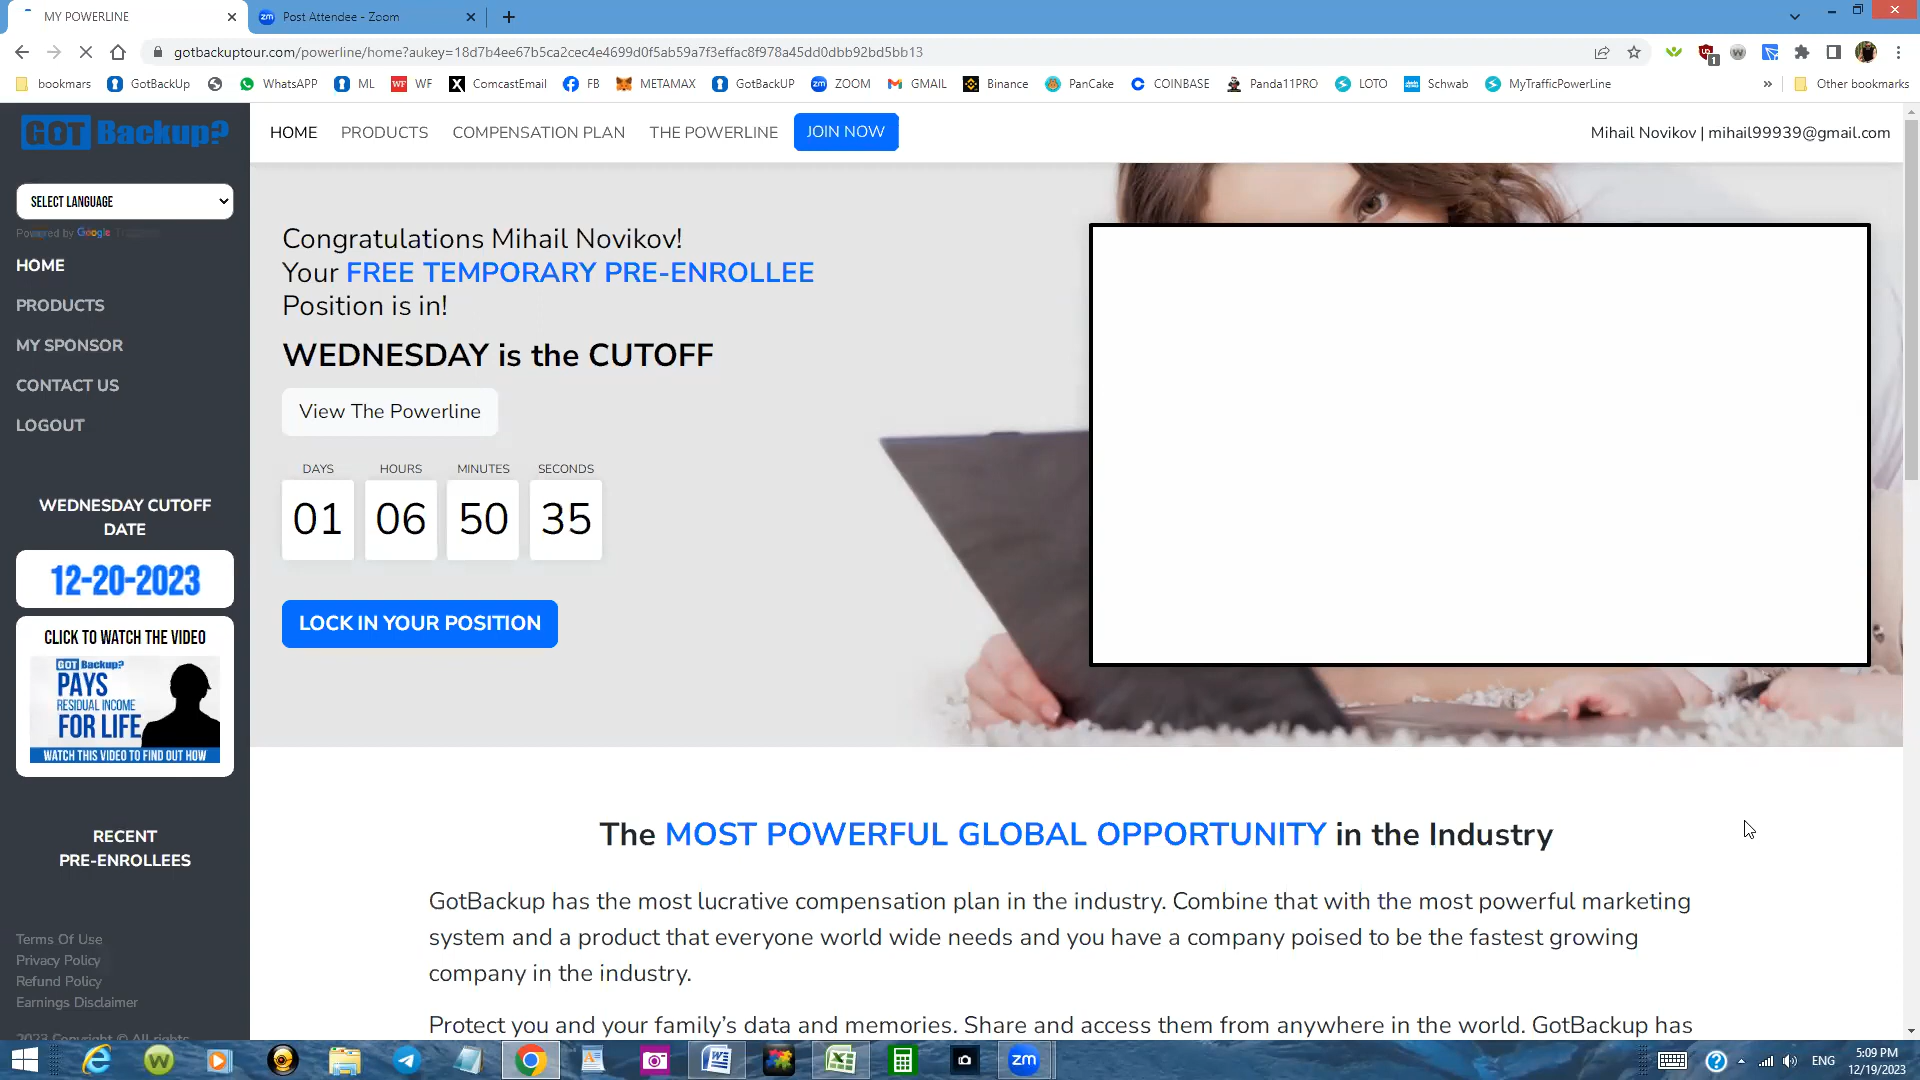 MY POWERLINE
Post Attendee - Zoom
gotbackuptour.com/powerline/home?aukey=18d7b4ee67b5ca2cec4e4699d0f5ab59a7f3effac8f978a45dd0dbb92bd5bb13
bookmars
GotBackUp
WhatsAPP
ML
WF
ComcastEmail
FB
METAMAX
GotBackUP
ZOOM
GMAIL
Binance
PanCake
COINBASE
Panda11PRO
LOTO
Schwab
MyTrafficPowerLine
Other bookmarks
GOT Backup?
HOME
PRODUCTS
COMPENSATION PLAN
THE POWERLINE
JOIN NOW
Mihail Novikov | mihail99939@gmail.com
SELECT LANGUAGE
Powered by Google
HOME
PRODUCTS
MY SPONSOR
CONTACT US
LOGOUT
WEDNESDAY CUTOFF
DATE
12-20-2023
CLICK TO WATCH THE VIDEO
GOT Backup?
PAYS
RESIDUAL INCOME
FOR LIFE
WATCH THIS VIDEO TO FIND OUT HOW
RECENT
PRE-ENROLLEES
Terms Of Use
Privacy Policy
Refund Policy
Earnings Disclaimer
2023 Copyright © All rights
Congratulations Mihail Novikov!
Your FREE TEMPORARY PRE-ENROLLEE
Position is in!
WEDNESDAY is the CUTOFF
View The Powerline
DAYS HOURS MINUTES SECONDS
01 06 50 35
LOCK IN YOUR POSITION
The MOST POWERFUL GLOBAL OPPORTUNITY in the Industry
GotBackup has the most lucrative compensation plan in the industry. Combine that with the most powerful marketing
system and a product that everyone world wide needs and you have a company poised to be the fastest growing
company in the industry.
Protect you and your family's data and memories. Share and access them from anywhere in the world. GotBackup has
ENG
5:09 PM
12/19/2023